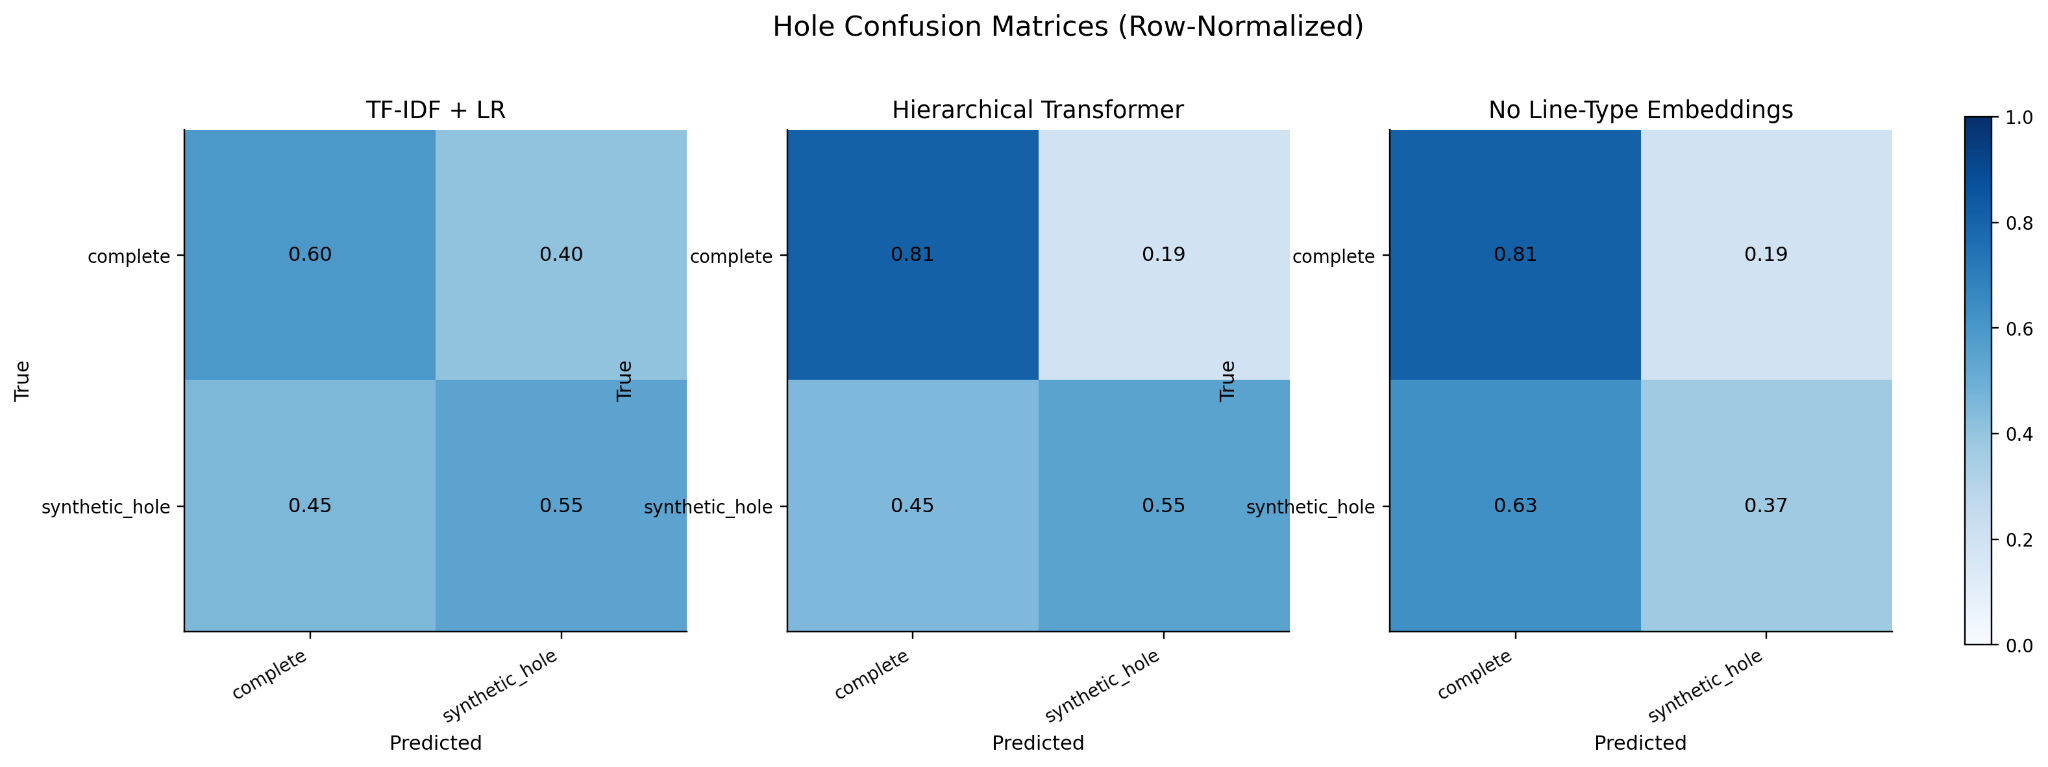 Hole Confusion Matrices (Row-Normalized)
TF-IDF + LR
complete
synthetic_hole
True
0.60
0.40
0.45
0.55
complete
synthetic_hole
Predicted
Hierarchical Transformer
complete
synthetic_hole
True
0.81
0.19
0.45
0.55
complete
synthetic_hole
Predicted
No Line-Type Embeddings
complete
synthetic_hole
True
0.81
0.19
0.63
0.37
complete
synthetic_hole
Predicted
1.0
0.8
0.6
0.4
0.2
0.0